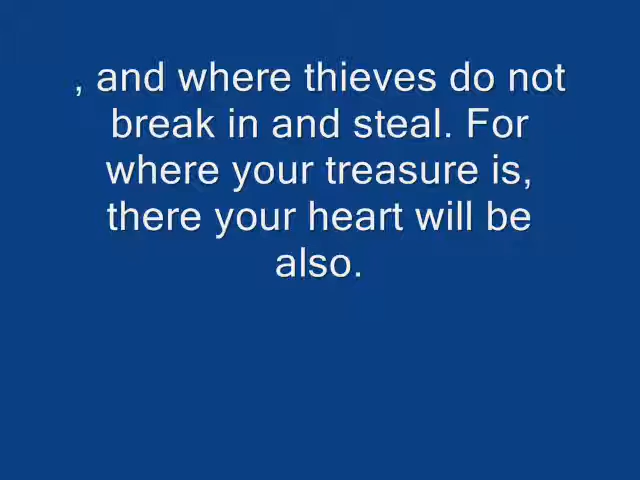 , and where thieves do not
break in and steal. For
where your treasure is,
there your heart will be
also.